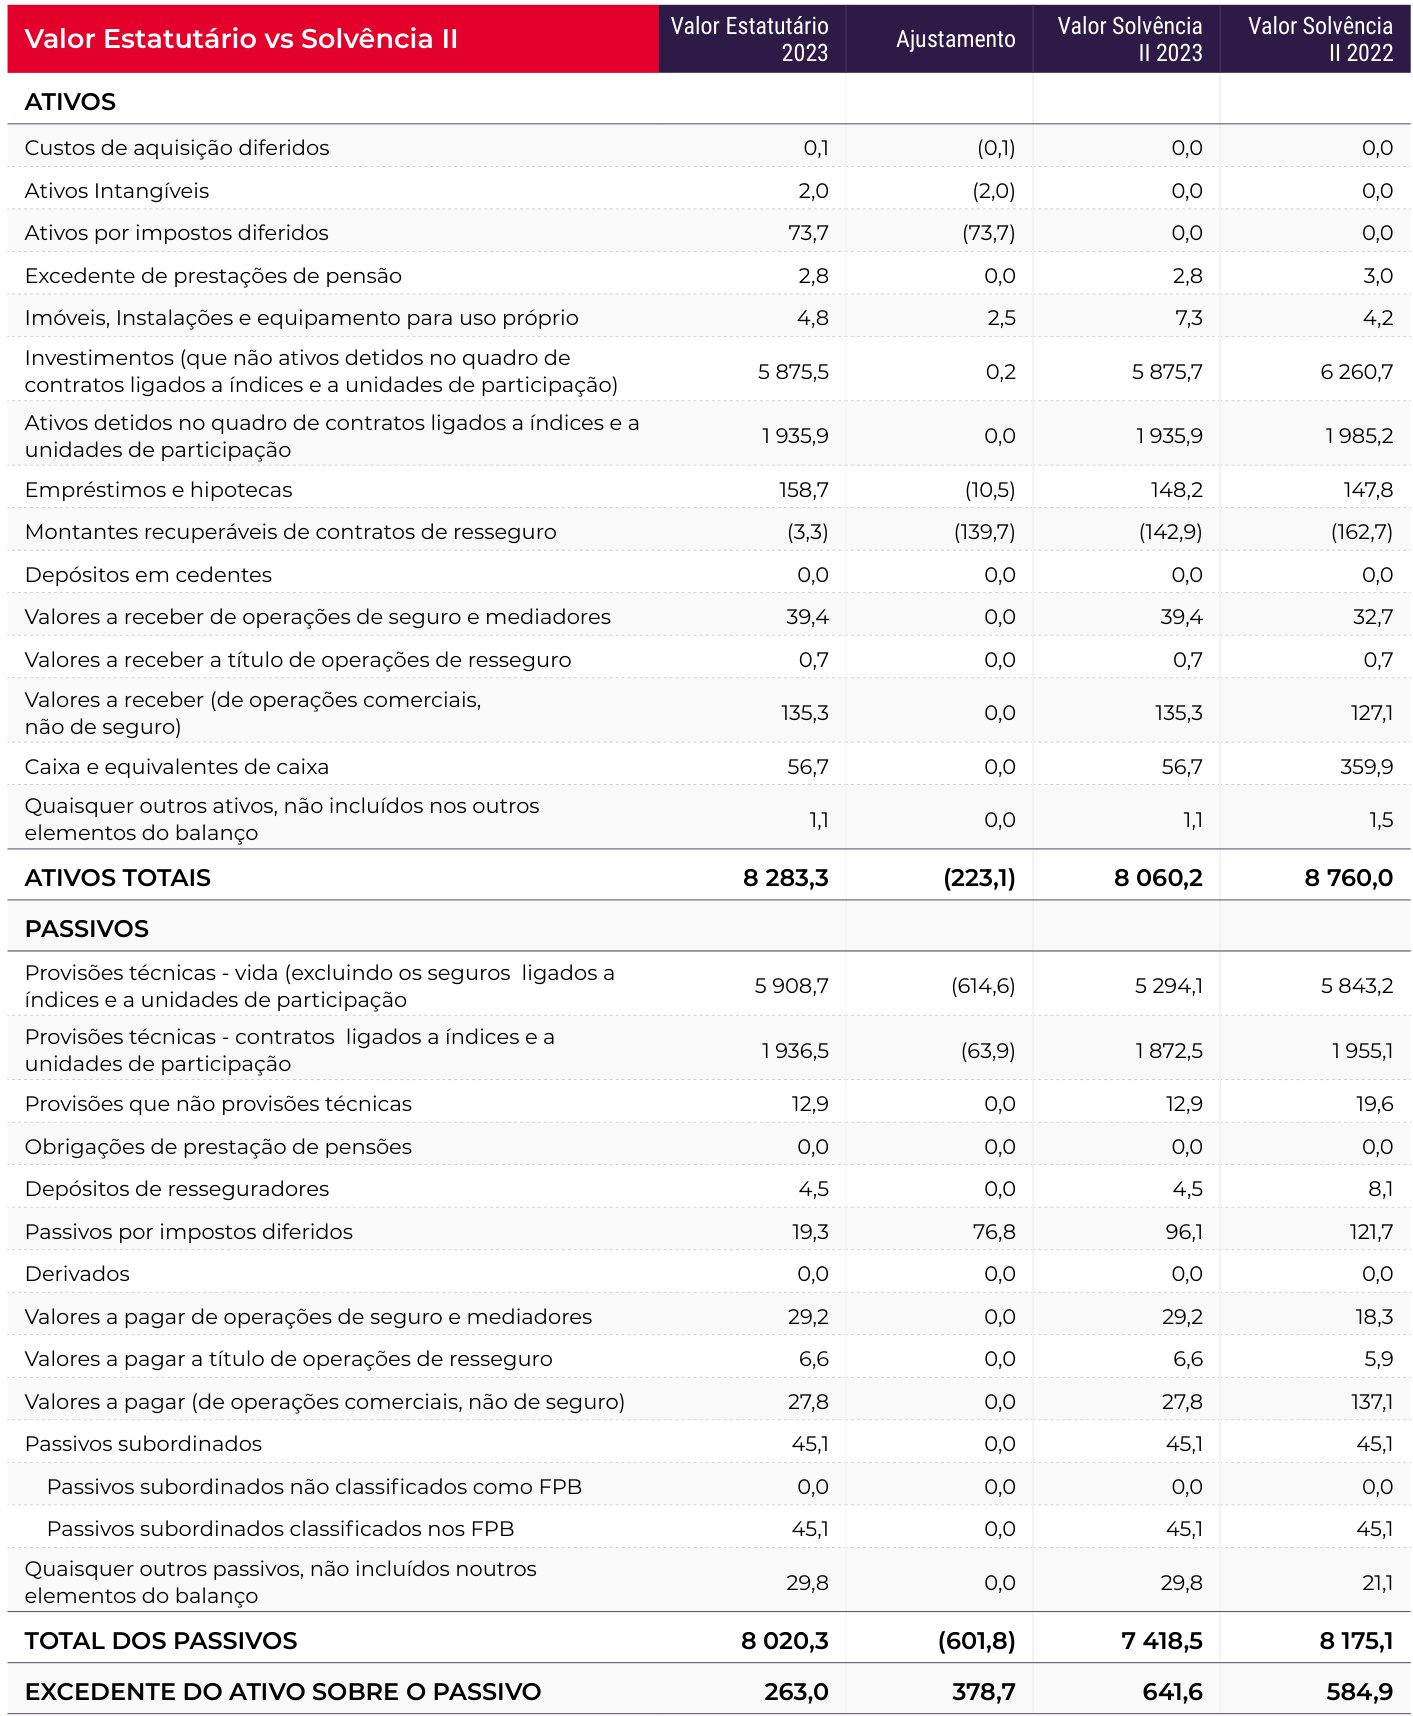 Valor Estatutário vs Solvência II Valor Estatutário 2023 Ajustamento Valor Solvência II 2023 Valor Solvência II 2022
ATIVOS
Custos de aquisição diferidos 0,1 (0,1) 0,0 0,0
Ativos Intangíveis 2,0 (2,0) 0,0 0,0
Ativos por impostos diferidos 73,7 (73,7) 0,0 0,0
Excedente de prestações de pensão 2,8 0,0 2,8 3,0
Imóveis, Instalações e equipamento para uso próprio 4,8 2,5 7,3 4,2
Investimentos (que não ativos detidos no quadro de
contratos ligados a índices e a unidades de participação) 5 875,5 0,2 5 875,7 6 260,7
Ativos detidos no quadro de contratos ligados a índices e a
unidades de participação 1 935,9 0,0 1 935,9 1 985,2
Empréstimos e hipotecas 158,7 (10,5) 148,2 147,8
Montantes recuperáveis de contratos de resseguro (3,3) (139,7) (142,9) (162,7)
Depósitos em cedentes 0,0 0,0 0,0 0,0
Valores a receber de operações de seguro e mediadores 39,4 0,0 39,4 32,7
Valores a receber a título de operações de resseguro 0,7 0,0 0,7 0,7
Valores a receber (de operações comerciais,
não de seguro) 135,3 0,0 135,3 127,1
Caixa e equivalentes de caixa 56,7 0,0 56,7 359,9
Quaisquer outros ativos, não incluídos nos outros
elementos do balanço 1,1 0,0 1,1 1,5
ATIVOS TOTAIS 8 283,3 (223,1) 8 060,2 8 760,0
PASSIVOS
Provisões técnicas - vida (excluindo os seguros ligados a
índices e a unidades de participação 5 908,7 (614,6) 5 294,1 5 843,2
Provisões técnicas - contratos ligados a índices e a
unidades de participação 1 936,5 (63,9) 1 872,5 1 955,1
Provisões que não provisões técnicas 12,9 0,0 12,9 19,6
Obrigações de prestação de pensões 0,0 0,0 0,0 0,0
Depósitos de resseguradores 4,5 0,0 4,5 8,1
Passivos por impostos diferidos 19,3 76,8 96,1 121,7
Derivados 0,0 0,0 0,0 0,0
Valores a pagar de operações de seguro e mediadores 29,2 0,0 29,2 18,3
Valores a pagar a título de operações de resseguro 6,6 0,0 6,6 5,9
Valores a pagar (de operações comerciais, não de seguro) 27,8 0,0 27,8 137,1
Passivos subordinados 45,1 0,0 45,1 45,1
Passivos subordinados não classificados como FPB 0,0 0,0 0,0 0,0
Passivos subordinados classificados nos FPB 45,1 0,0 45,1 45,1
Quaisquer outros passivos, não incluídos noutros
elementos do balanço 29,8 0,0 29,8 21,1
TOTAL DOS PASSIVOS 8 020,3 (601,8) 7 418,5 8 175,1
EXCEDENTE DO ATIVO SOBRE O PASSIVO 263,0 378,7 641,6 584,9